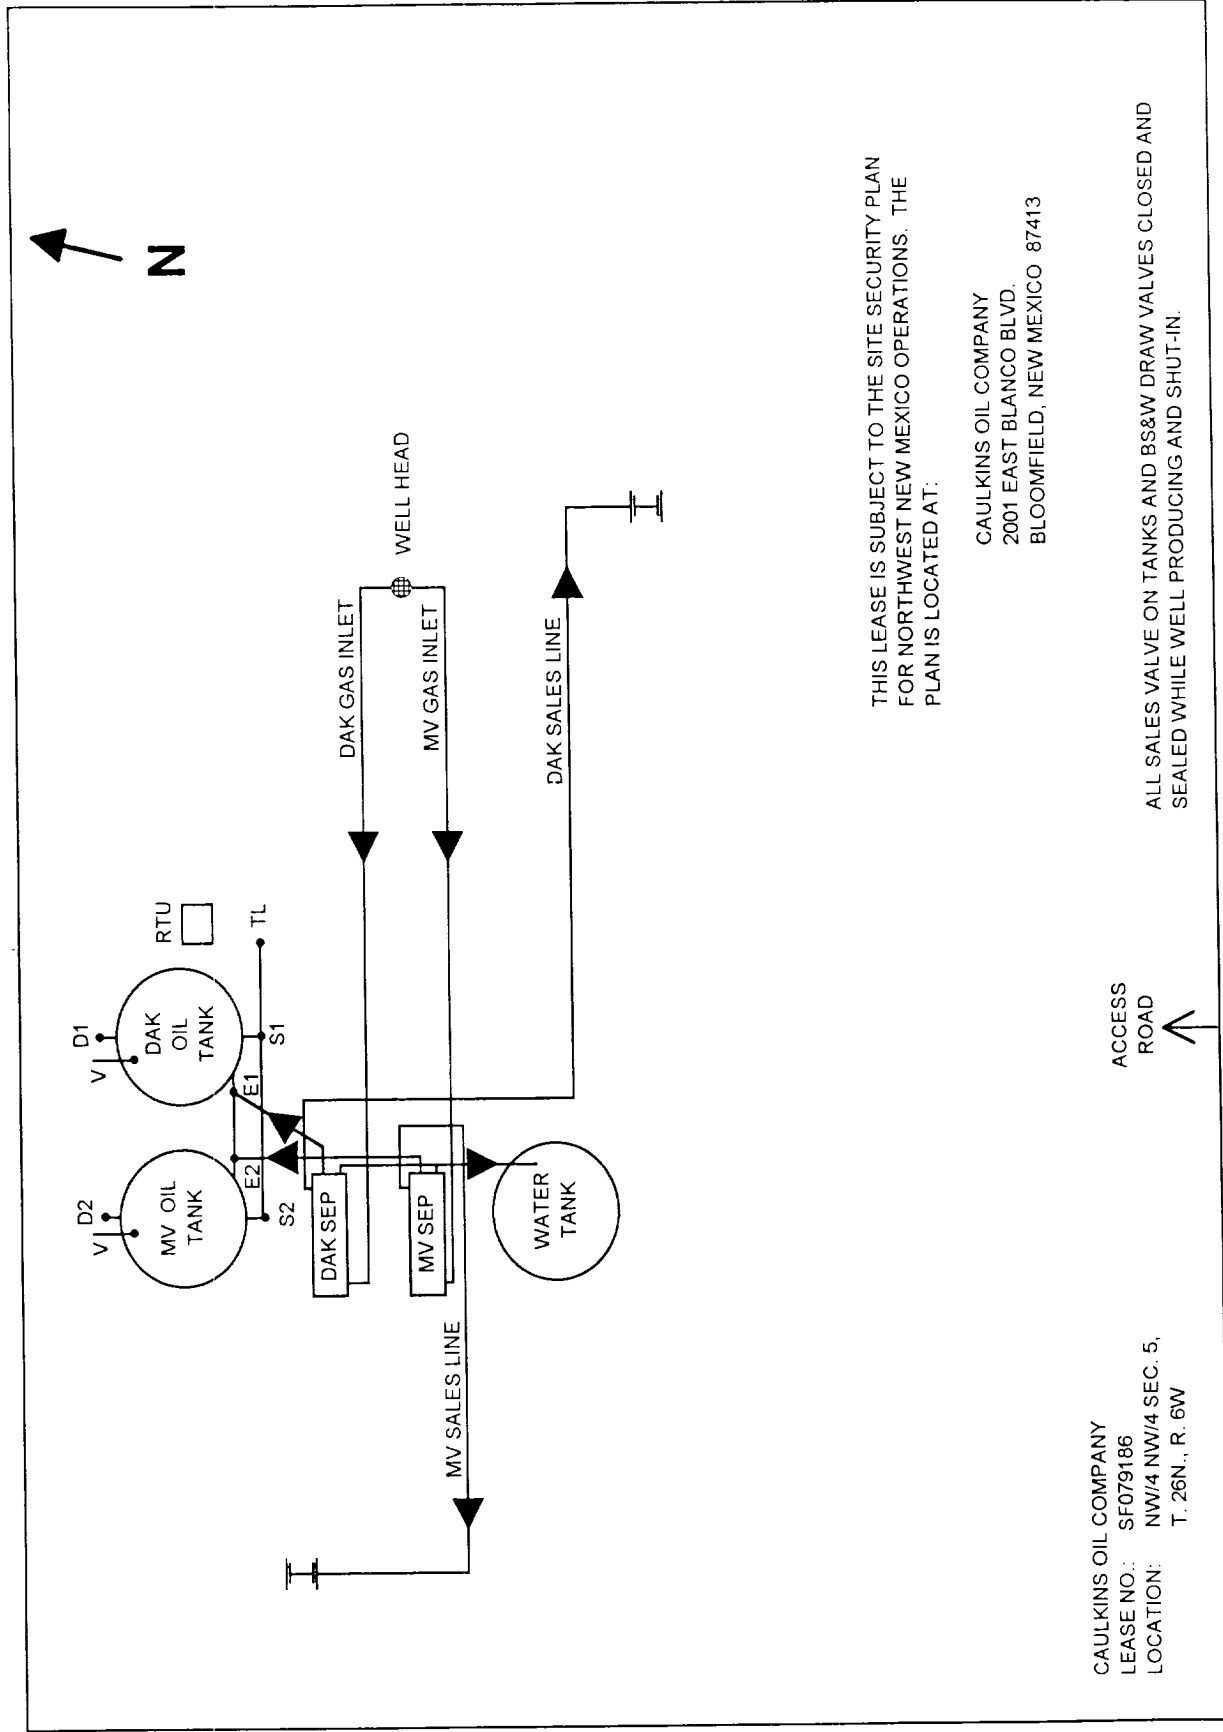 N
RTU
D1
V
DAK
OIL
TANK
TL
S1
E1
D2
V
MV OIL
TANK
E2
S2
DAK GAS INLET
WELL HEAD
MV GAS INLET
DAK SEP
MV SEP
DAK SALES LINE
WATER
TANK
MV SALES LINE
THIS LEASE IS SUBJECT TO THE SITE SECURITY PLAN
FOR NORTHWEST NEW MEXICO OPERATIONS. THE
PLAN IS LOCATED AT:
CAULKINS OIL COMPANY
2001 EAST BLANCO BLVD.
BLOOMFIELD, NEW MEXICO 87413
ACCESS
ROAD
CAULKINS OIL COMPANY
LEASE NO.: SF079186
LOCATION: NW/4 NW/4 SEC. 5,
T. 26N., R. 6W
ALL SALES VALVE ON TANKS AND BS&W DRAW VALVES CLOSED AND
SEALED WHILE WELL PRODUCING AND SHUT-IN.